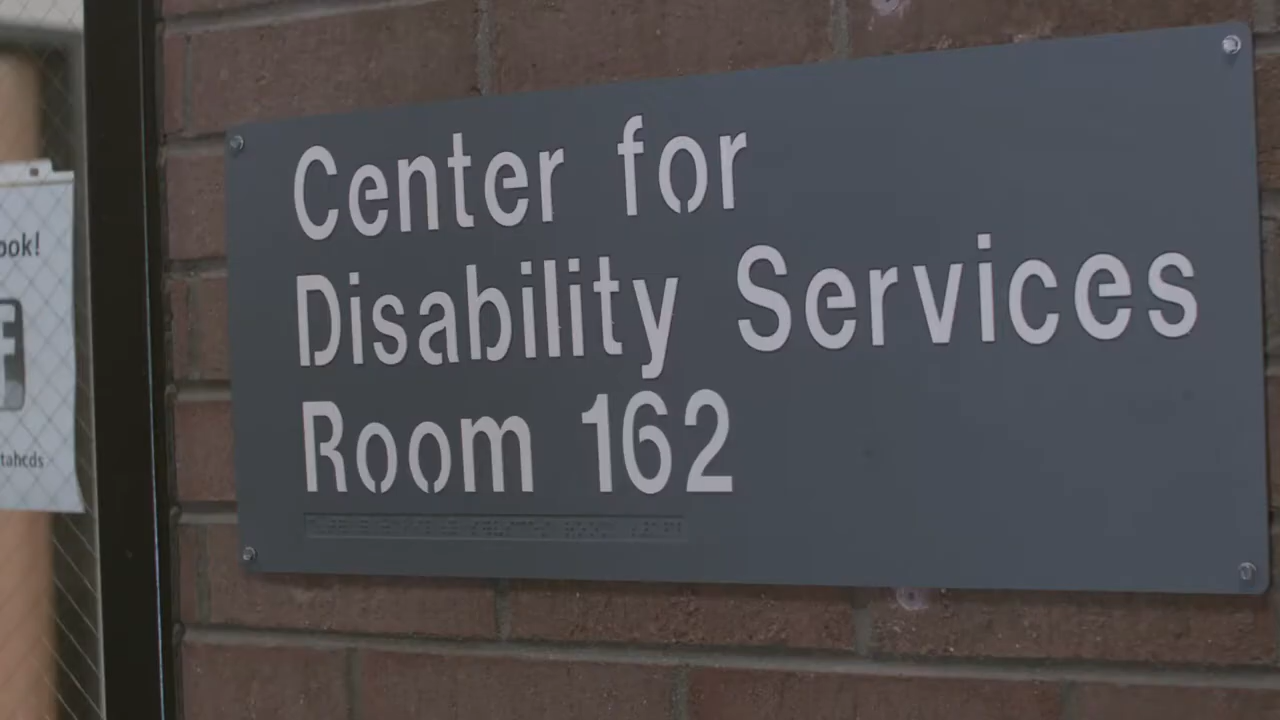 Center for
Disability Services
Room 162
ook!
f
tahcds